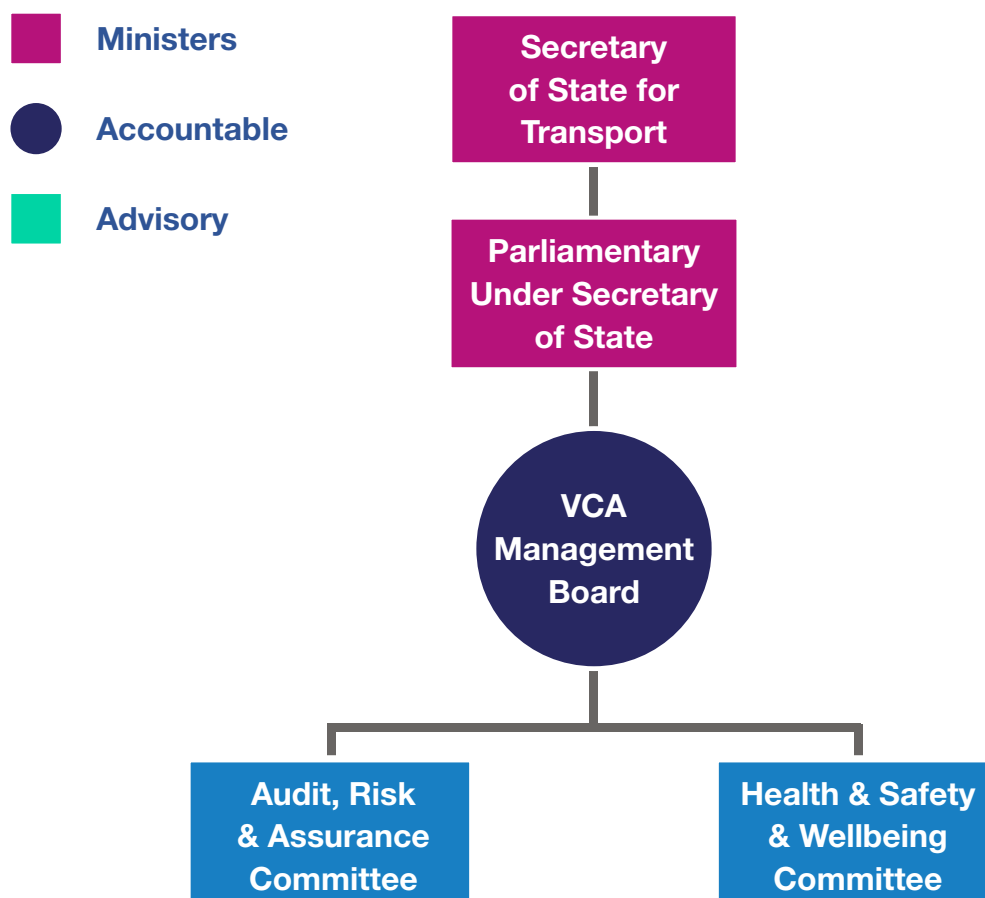 Ministers
Accountable
Advisory
Secretary
of State for
Transport
Parliamentary
Under Secretary
of State
VCA
Management
Board
Audit, Risk
& Assurance
Committee
Health & Safety
& Wellbeing
Committee